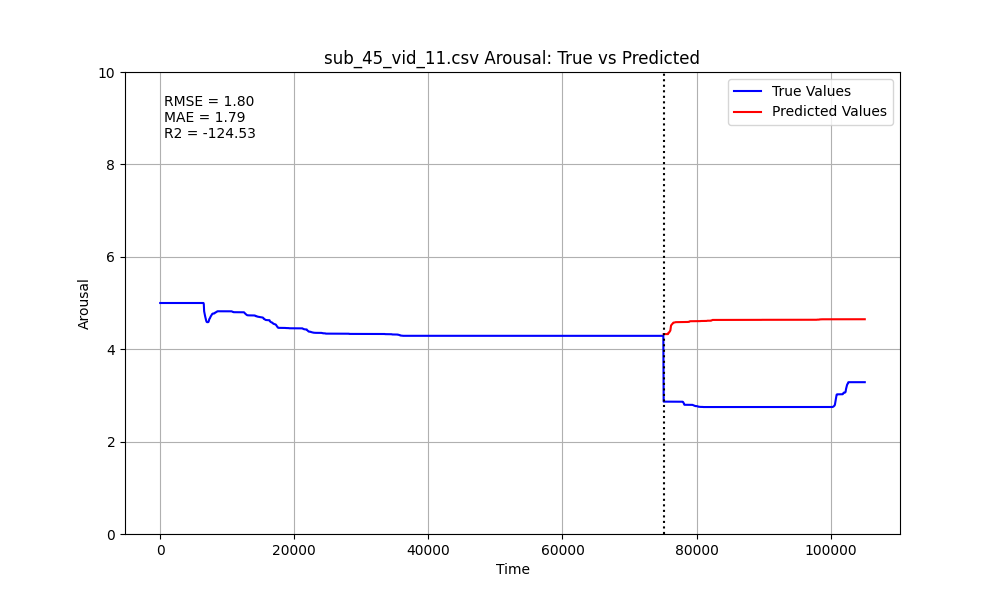 sub_45_vid_11.csv Arousal: True vs Predicted
RMSE = 1.80
MAE = 1.79
R2 = -124.53
True Values
Predicted Values
10
8
6
4
2
0
Arousal
0
20000
40000
60000
80000
100000
Time